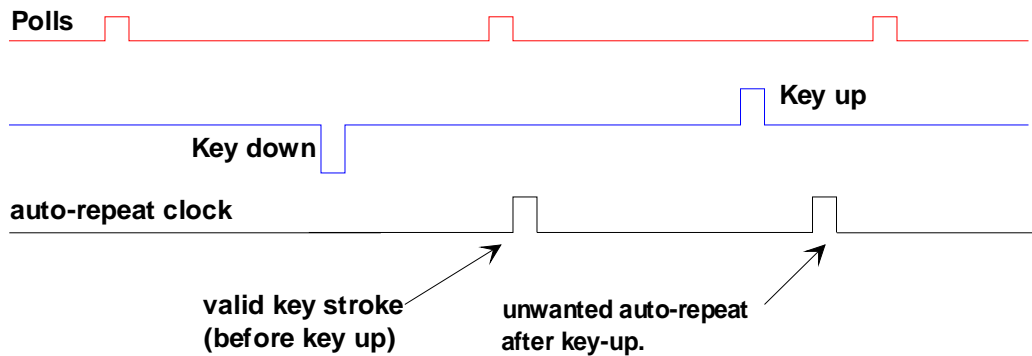 Polls
Key up
Key down
auto-repeat clock
valid key stroke
(before key up)
unwanted auto-repeat
after key-up.